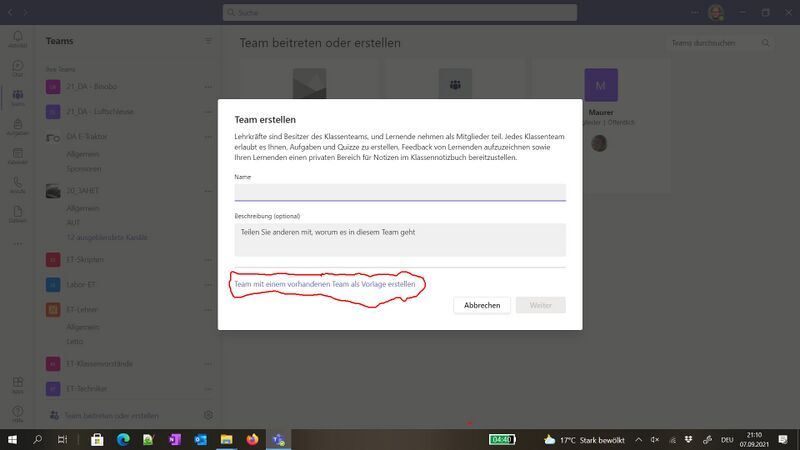 Suche
Aktivität
Chat
Teams
Aufgaben
Kalender
Anrufe
Dateien
Apps
Hilfe
Teams
Ihre Teams
21_DA - Binobo
21_DA - Luftschleuse
DA E-Traktor
Allgemein
Sponsoren
20_3AHET
Allgemein
AUT
12 ausgeblendete Kanäle
ET-Skripten
Labor-ET
ET-Lehrer
Allgemein
Letto
ET-Klassenvorstände
ET-Techniker
Team beitreten oder erstellen
Team beitreten oder erstellen
Teams durchsuchen
M
Maurer
| Öffentlich
Team erstellen
Lehrkräfte sind Besitzer des Klassenteams, und Lernende nehmen als Mitglieder teil. Jedes Klassenteam
erlaubt es Ihnen, Aufgaben und Quizze zu erstellen, Feedback von Lernenden aufzuzeichnen sowie
Ihren Lernenden einen privaten Bereich für Notizen im Klassennotizbuch bereitzustellen.
Name
Beschreibung (optional)
Teilen Sie anderen mit, worum es in diesem Team geht
Team mit einem vorhandenen Team als Vorlage erstellen
Abbrechen
Weiter
04:40
17°C Stark bewölkt
DEU
21:10
07.09.2021